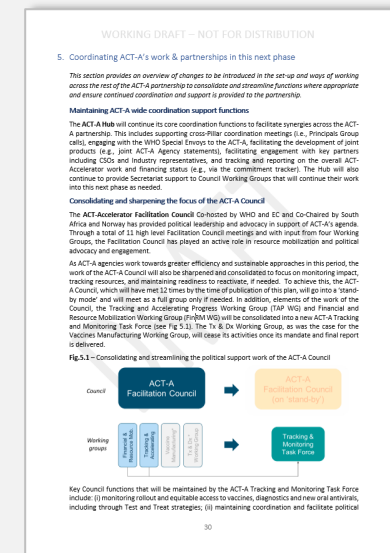 WORKING DRAFT – NOT FOR DISTRIBUTION
5. Coordinating ACT-A's work & partnerships in this next phase
This section provides an overview of changes to be introduced in the set-up and ways of working
across the rest of the ACT-A partnership to consolidate and streamline functions where appropriate
and ensure continued coordination and support is provided to the partnership.
Maintaining ACT-A wide coordination support functions
The ACT-A Hub will continue its core coordination functions to facilitate synergies across the ACT-
A partnership. This includes supporting cross-Pillar coordination meetings (i.e., Principals Group
calls), engaging with the WHO Special Envoys to the ACT-A, facilitating the development of joint
products (e.g., joint ACT-A Agency statements), facilitating engagement with key partners
including CSOs and Industry representatives, and tracking and reporting on the overall ACT-
Accelerator work and financing status (e.g., via the commitment tracker). The Hub will also
continue to provide Secretariat support to Council Working Groups that will continue their work
into this next phase as needed.
Consolidating and sharpening the focus of the ACT-A Council
The ACT-Accelerator Facilitation Council Co-hosted by WHO and EC and Co-Chaired by South
Africa and Norway has provided political leadership and advocacy in support of ACT-A's agenda.
Through a total of 11 high level Facilitation Council meetings and with input from four Working
Groups, the Facilitation Council has played an active role in resource mobilization and political
advocacy and engagement.
As ACT-A agencies work towards greater efficiency and sustainable approaches in this period, the
work of the ACT-A Council will also be sharpened and consolidated to focus on monitoring impact,
tracking resources, and maintaining readiness to reactivate, if needed. To achieve this, the ACT-
A Council, which will have met 12 times by the time of publication of this plan, will go into a 'stand-
by mode' and will meet as a full group only if needed. In addition, elements of the work of the
Council, the Tracking and Accelerating Progress Working Group (TAP WG) and Financial and
Resource Mobilization Working Group (FinRM WG) will be consolidated into a new ACT-A Tracking
and Monitoring Task Force (see Fig 5.1). The Tx & Dx Working Group, as was the case for the
Vaccines Manufacturing Working Group, will cease its activities once its mandate and final report
is delivered.
Fig.5.1 – Consolidating and streamlining the political support work of the ACT-A Council
Council
ACT-A
Facilitation Council
ACT-A
Facilitation Council
(on 'stand-by')
Working
groups
Financial &
Resource Mob.
Tracking &
Accelerating
Vaccine
Manufacturing
Tx & Dx
Working Group
Tracking &
Monitoring
Task Force
Key Council functions that will be maintained by the ACT-A Tracking and Monitoring Task Force
include: (i) monitoring rollout and equitable access to vaccines, diagnostics and new oral antivirals,
including through Test and Treat strategies; (ii) maintaining coordination and facilitate political
30